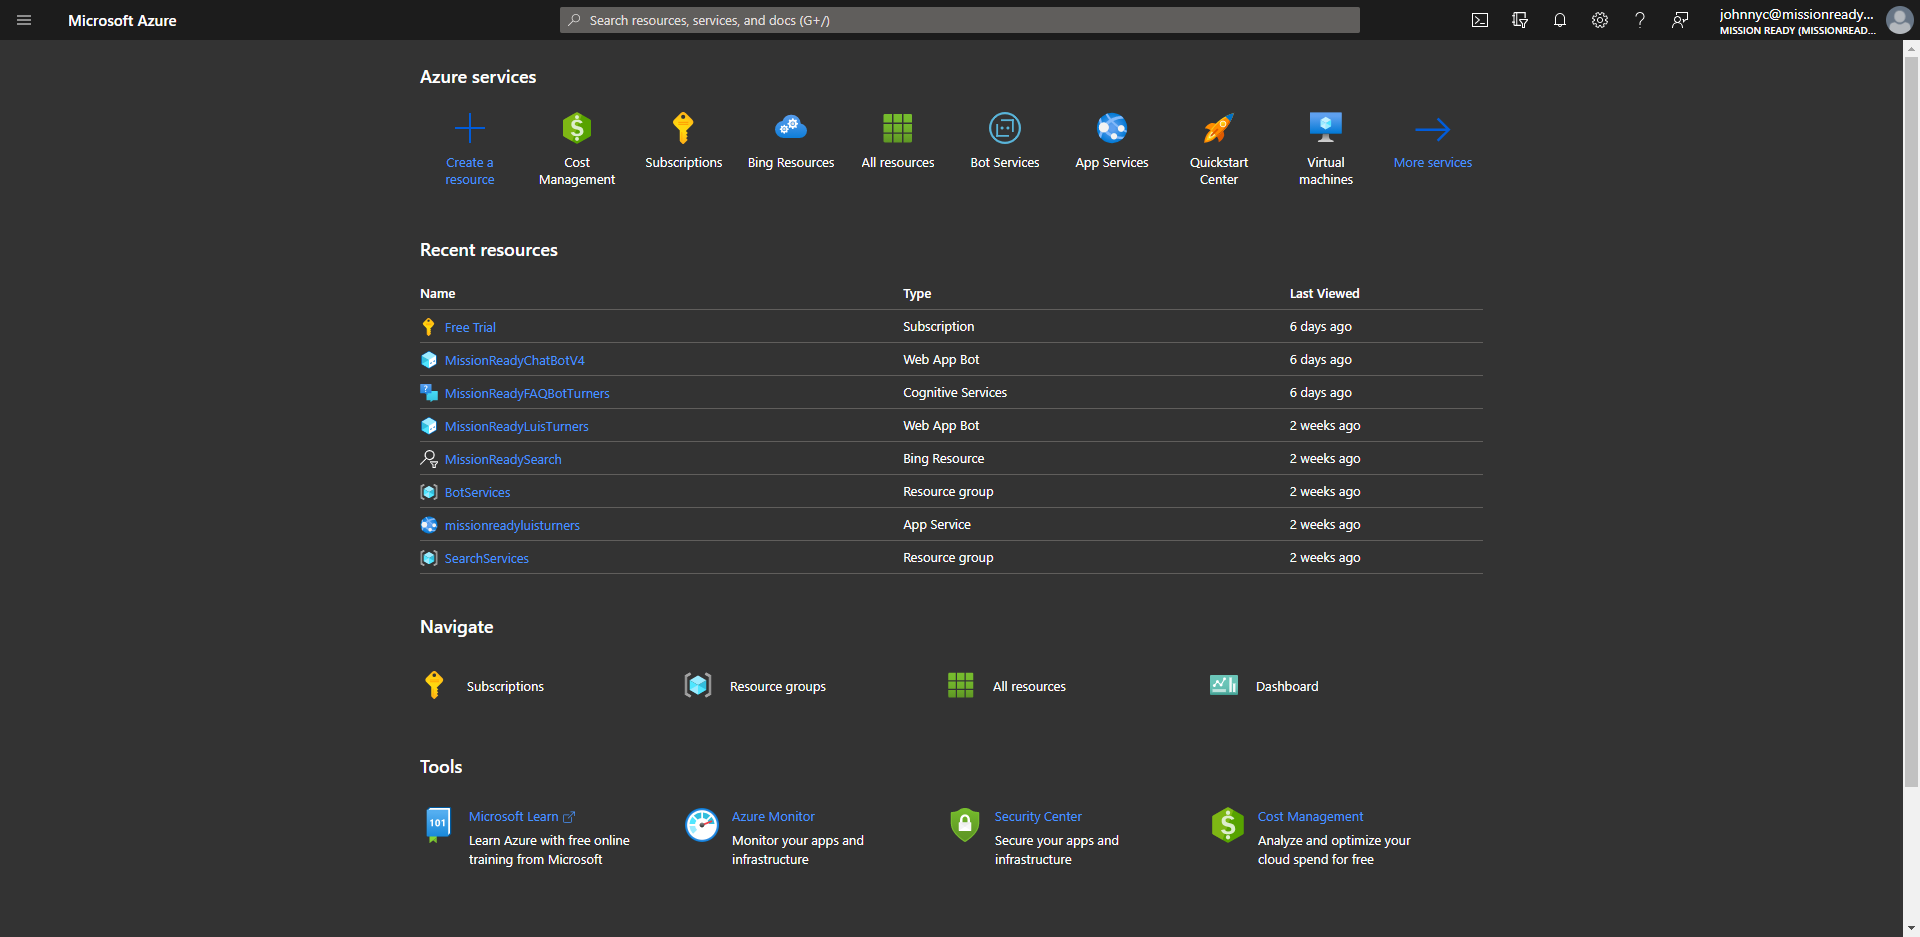 Microsoft Azure
Search resources, services, and docs (G+/)
johnnyc@missionready...
MISSION READY (MISSIONREAD...
Azure services
Create a
resource
Cost
Management
Subscriptions
Bing Resources
All resources
Bot Services
App Services
Quickstart
Center
Virtual
machines
More services
Recent resources
Name Type Last Viewed
Free Trial Subscription 6 days ago
MissionReadyChatBotV4 Web App Bot 6 days ago
MissionReadyFAQBotTurners Cognitive Services 6 days ago
MissionReadyLuisTurners Web App Bot 2 weeks ago
MissionReadySearch Bing Resource 2 weeks ago
BotServices Resource group 2 weeks ago
missionreadyluisturners App Service 2 weeks ago
SearchServices Resource group 2 weeks ago
Navigate
Subscriptions
Resource groups
All resources
Dashboard
Tools
101
Microsoft Learn
Learn Azure with free online
training from Microsoft
Azure Monitor
Monitor your apps and
infrastructure
Security Center
Secure your apps and
infrastructure
Cost Management
Analyze and optimize your
cloud spend for free